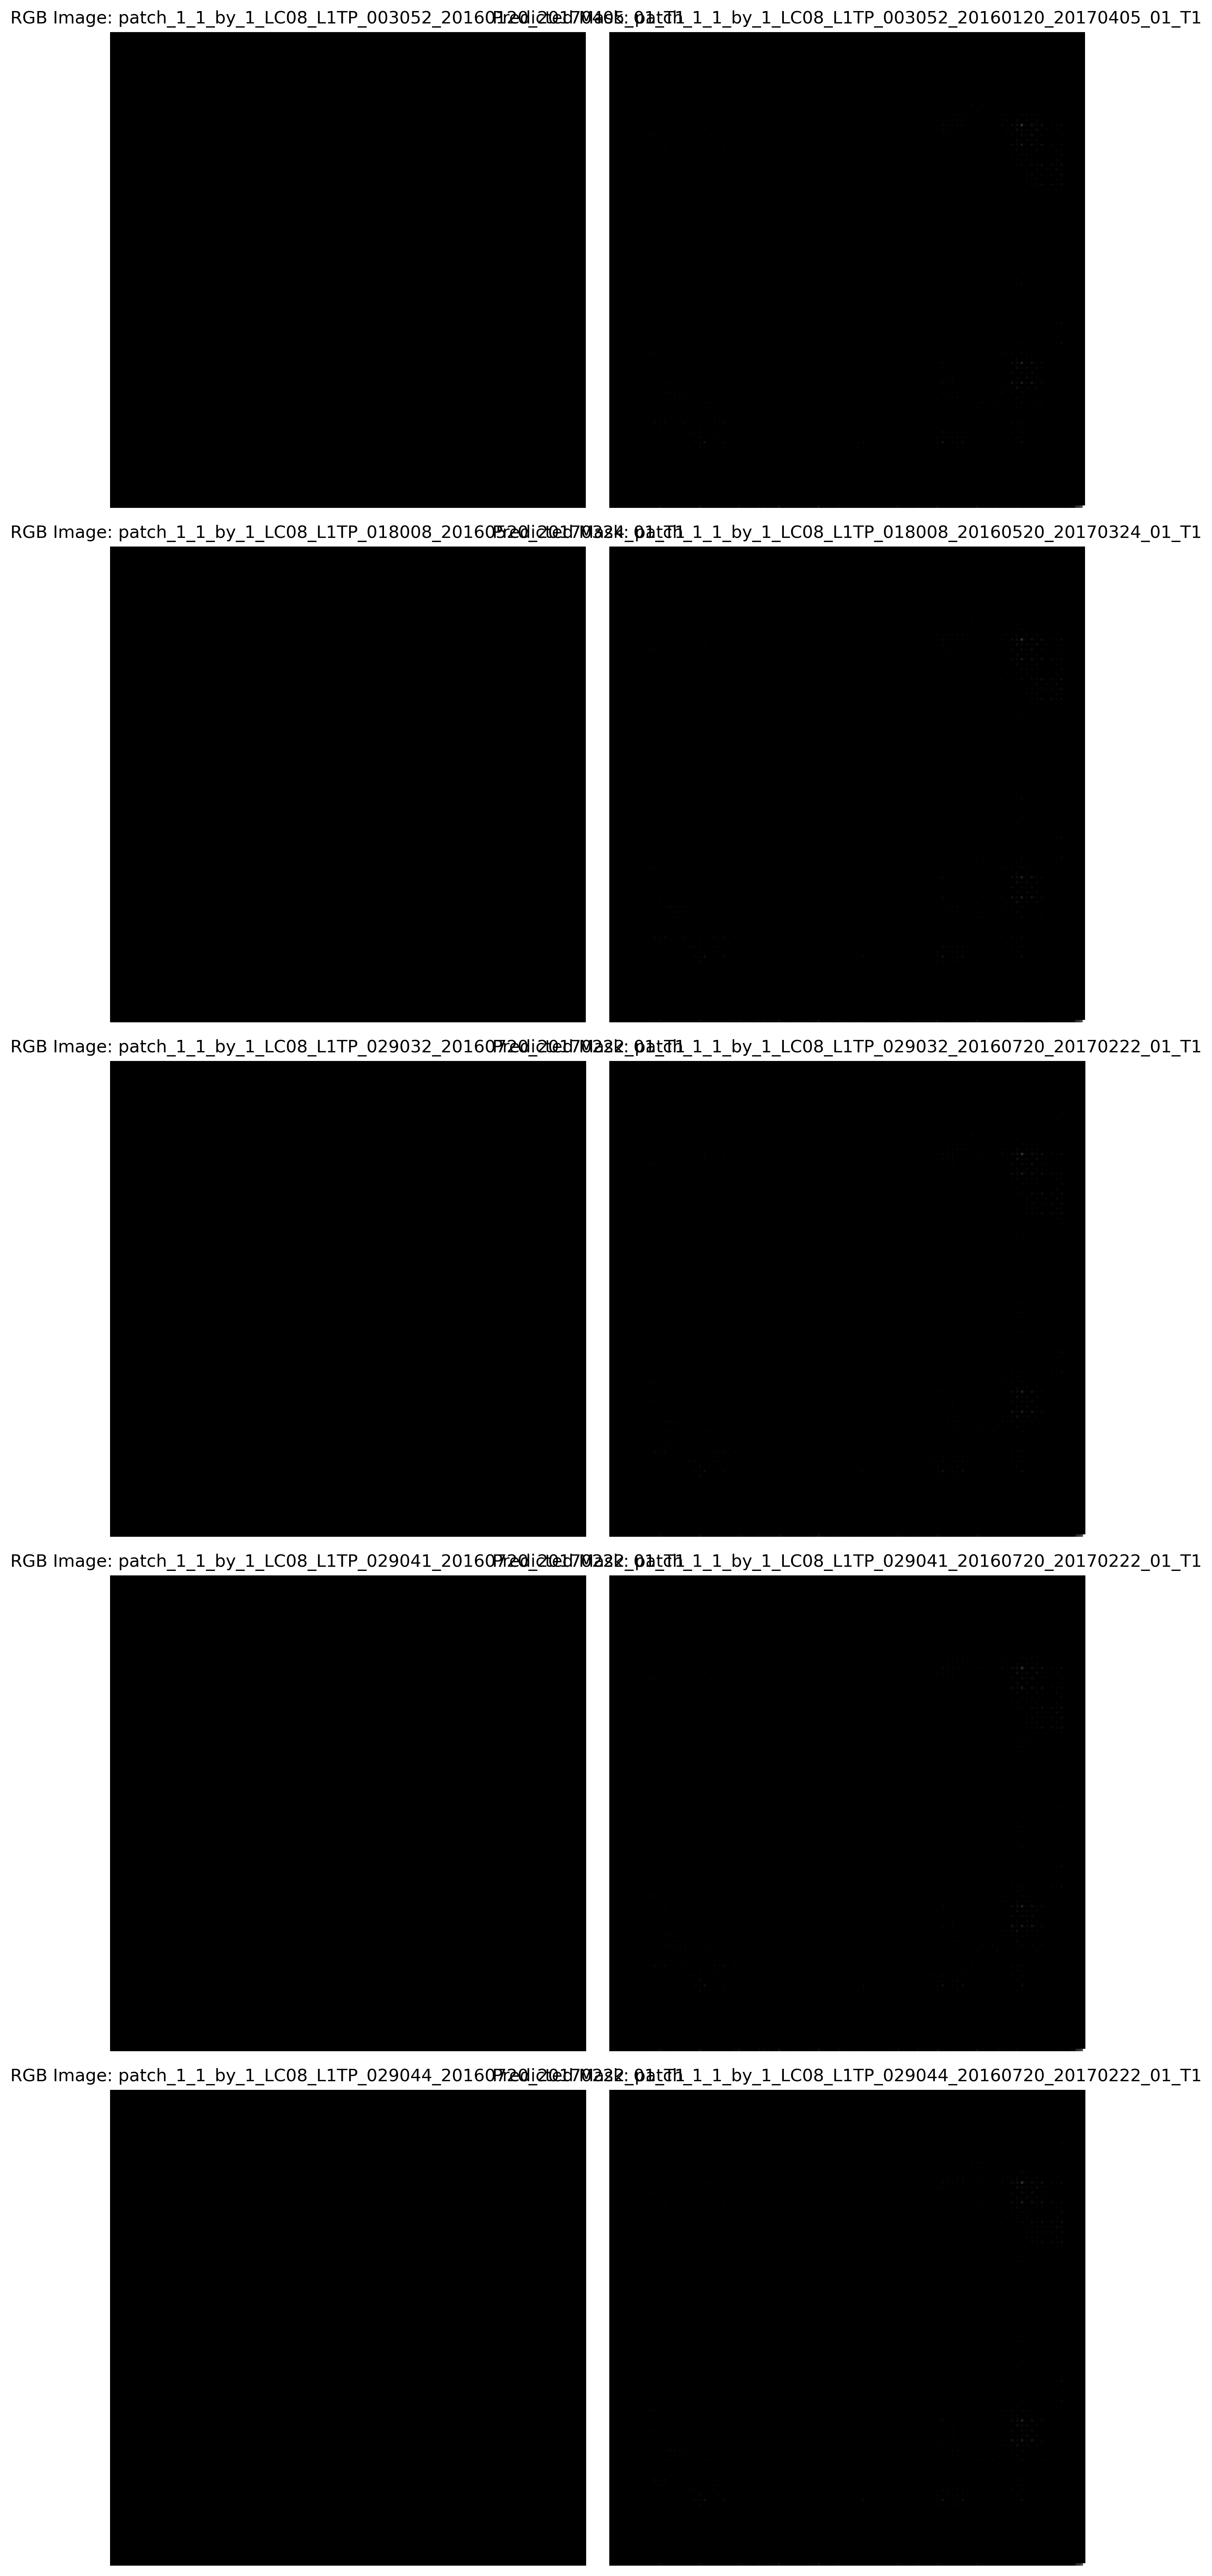 RGB Image: patch_1_1_by_1_LC08_L1TP_003052_20160120_20170405_01_T1
Predicted Mask: patch_1_1_by_1_LC08_L1TP_003052_20160120_20170405_01_T1
RGB Image: patch_1_1_by_1_LC08_L1TP_018008_20160520_20170324_01_T1
Predicted Mask: patch_1_1_by_1_LC08_L1TP_018008_20160520_20170324_01_T1
RGB Image: patch_1_1_by_1_LC08_L1TP_029032_20160720_20170222_01_T1
Predicted Mask: patch_1_1_by_1_LC08_L1TP_029032_20160720_20170222_01_T1
RGB Image: patch_1_1_by_1_LC08_L1TP_029041_20160720_20170222_01_T1
Predicted Mask: patch_1_1_by_1_LC08_L1TP_029041_20160720_20170222_01_T1
RGB Image: patch_1_1_by_1_LC08_L1TP_029044_20160720_20170222_01_T1
Predicted Mask: patch_1_1_by_1_LC08_L1TP_029044_20160720_20170222_01_T1